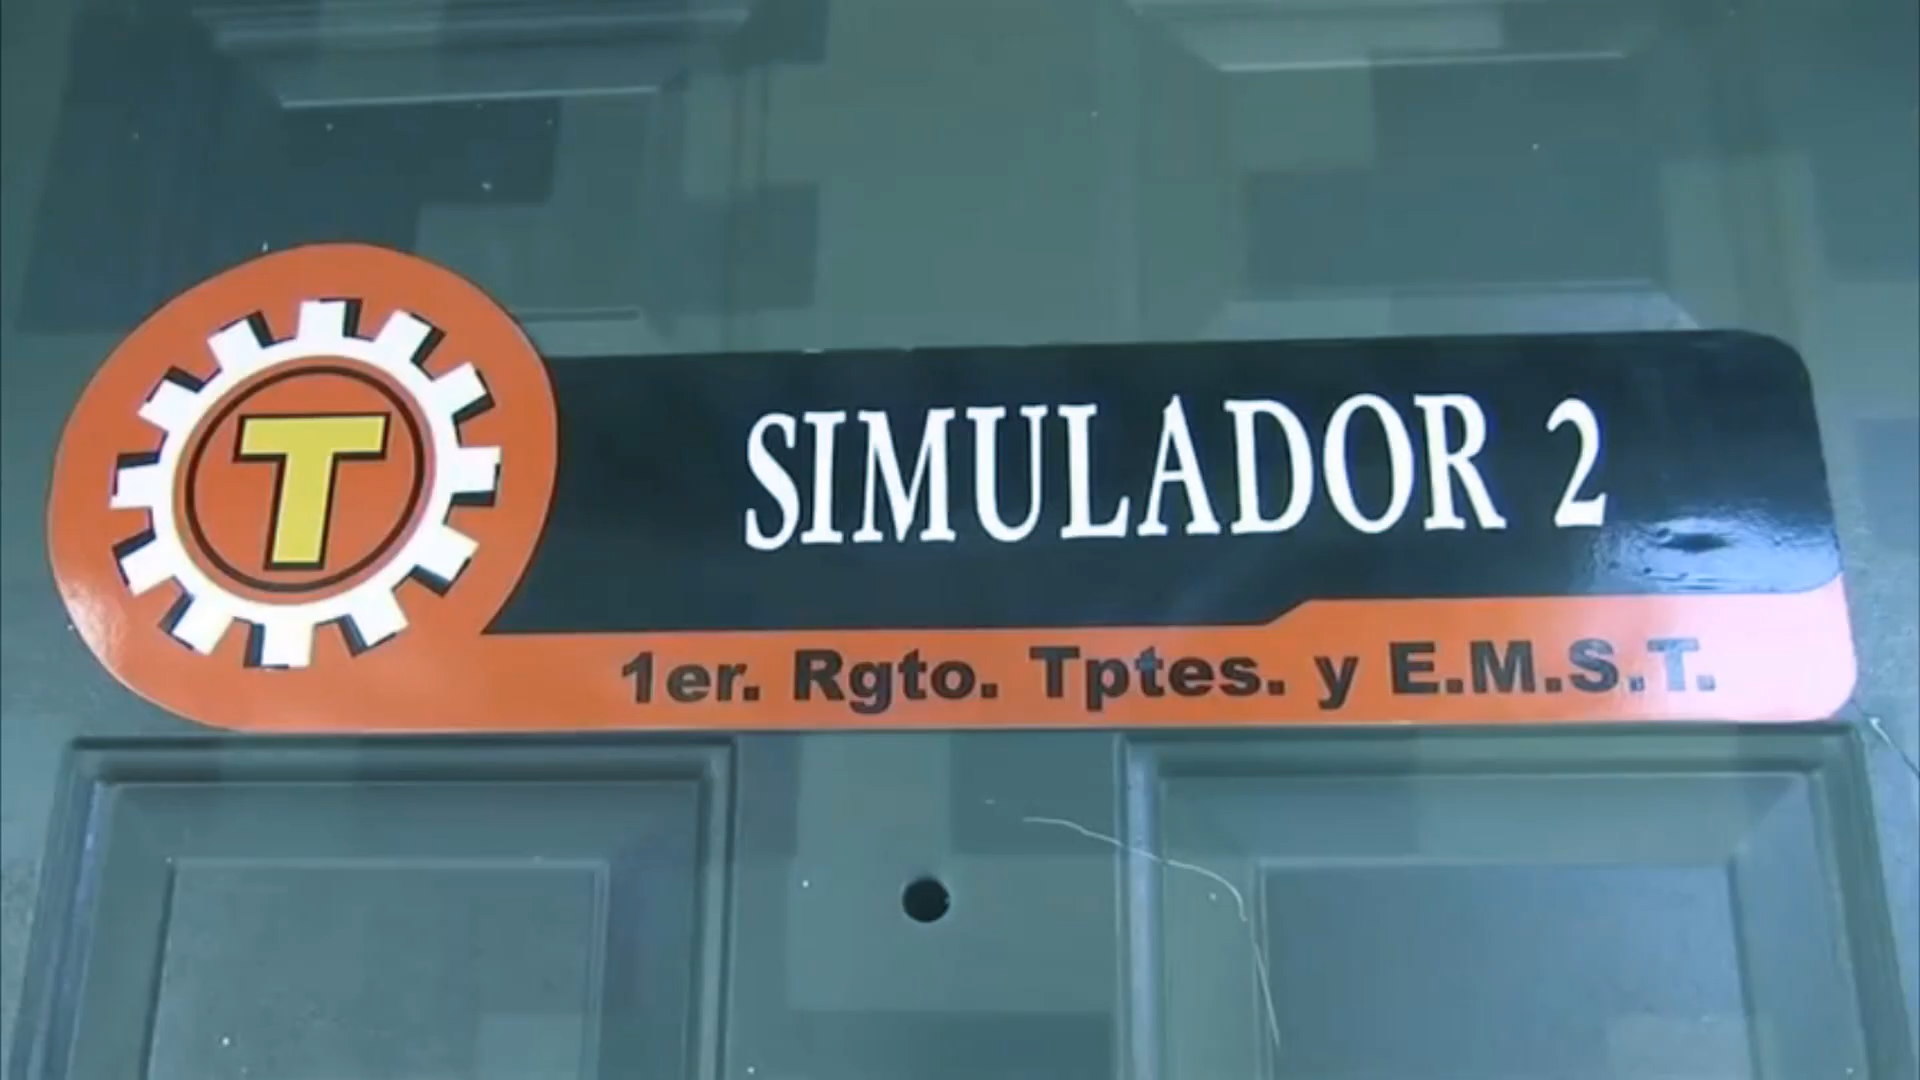 T
SIMULADOR 2
1er. Rgto. Tptes. y E.M.S.T.